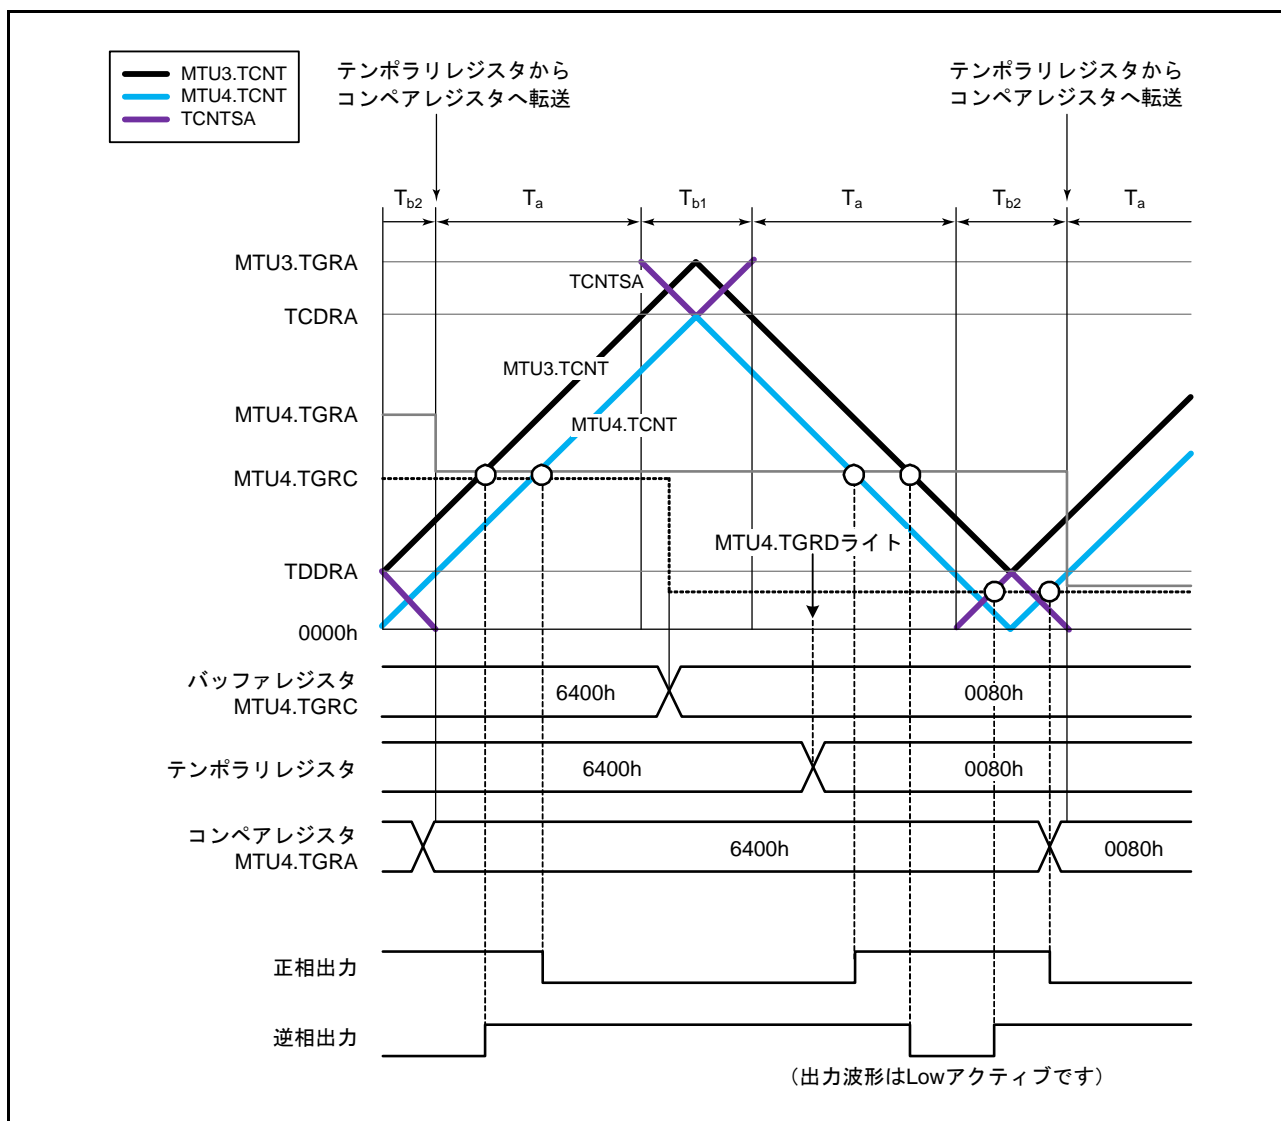 MTU3.TCNT
MTU4.TCNT
TCNTSA
テンポラリレジスタから
コンペアレジスタへ転送
テンポラリレジスタから
コンペアレジスタへ転送
Tb2
Ta
Tb1
Ta
Tb2
Ta
MTU3.TGRA
TCNTSA
TCDRA
MTU3.TCNT
MTU4.TGRA
MTU4.TCNT
MTU4.TGRC
MTU4.TGRDライト
TDDRA
0000h
バッファレジスタ
MTU4.TGRC
6400h
0080h
テンポラリレジスタ
6400h
0080h
コンペアレジスタ
MTU4.TGRA
6400h
0080h
正相出力
逆相出力
（出力波形はLowアクティブです）